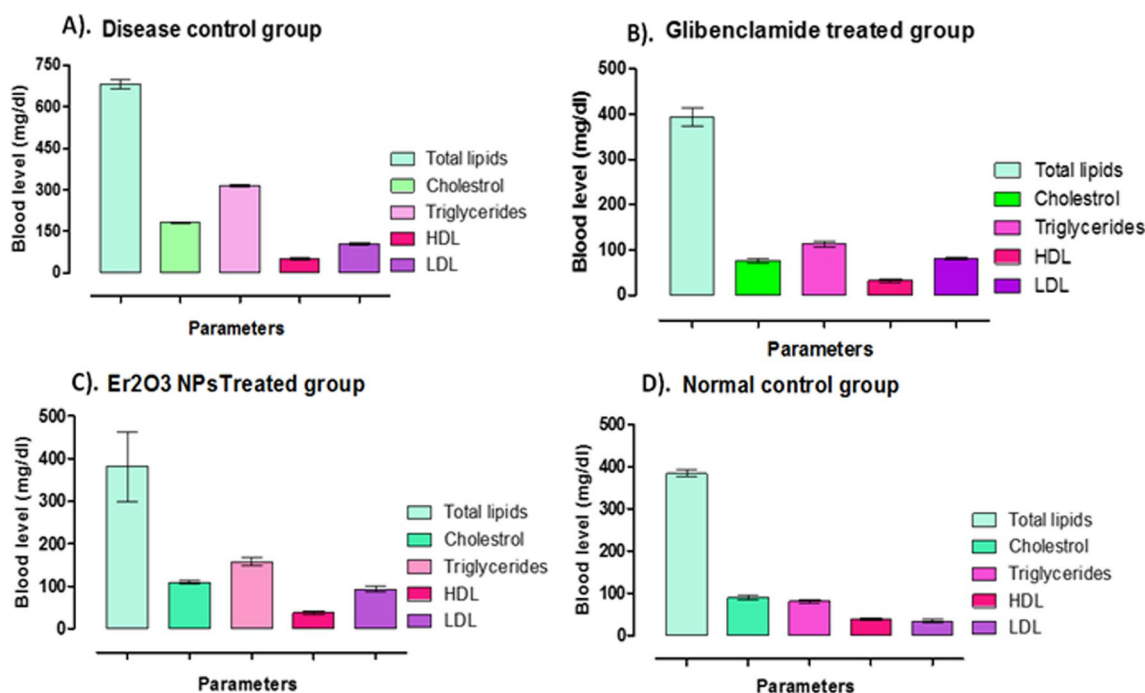 A). Disease control group
Blood level (mg/dl)
750
600
450
300
150
0
Total lipids
Cholestrol
Triglycerides
HDL
LDL
Parameters
B). Glibenclamide treated group
Blood level (mg/dl)
500
400
300
200
100
0
Total lipids
Cholestrol
Triglycerides
HDL
LDL
Parameters
C). Er2O3 NPsTreated group
Blood level (mg/dl)
500
400
300
200
100
0
Total lipids
Cholestrol
Triglycerides
HDL
LDL
Parameters
D). Normal control group
Blood level (mg/dl)
500
400
300
200
100
0
Total lipids
Cholestrol
Triglycerides
HDL
LDL
Parameters